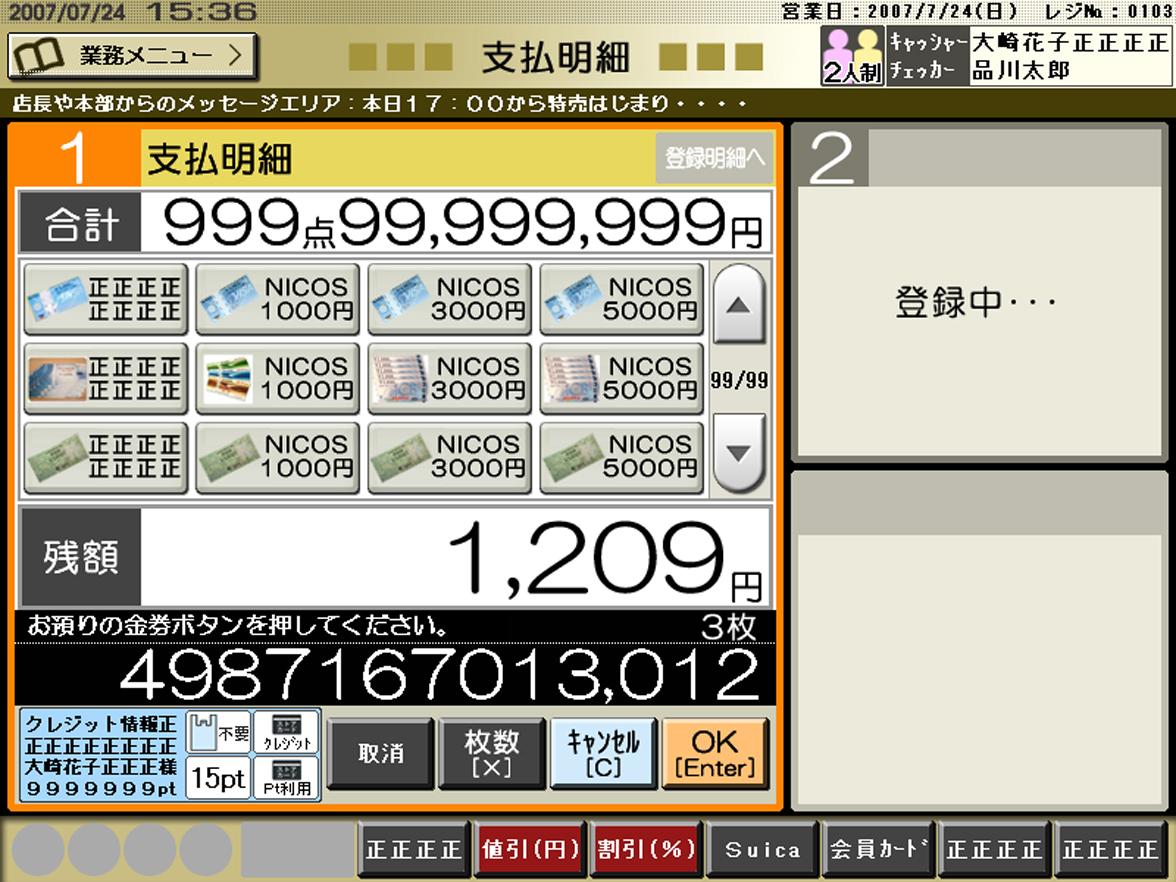 2007/07/24 15:36
営業日：2007/7/24(日) レジ№：0103
業務メニュー
支払明細
2人制
ｷｬｯｼｬｰ 大崎花子正正正正
ﾁｪｯｶｰ 品川太郎
店長や本部からのメッセージエリア：本日１７：００から特売はじまり・・・・
1 支払明細 登録明細へ
合計 999点99,999,999円
正正正正
正正正正
NICOS
1000円
NICOS
3000円
NICOS
5000円
正正正正
正正正正
NICOS
1000円
NICOS
3000円
NICOS
5000円
99/99
正正正正
正正正正
NICOS
1000円
NICOS
3000円
NICOS
5000円
残額 1,209円
お預りの金券ボタンを押してください。 3枚
4987167013,012
クレジット情報正
正正正正正正正正
大崎花子正正正様
９９９９９９９pt
不要
ストア
カード
クレジット
15pt
ストア
カード
Pt利用
取消
枚数
[×]
ｷｬﾝｾﾙ
[C]
OK
[Enter]
2
登録中･･･
正正正正
値引(円)
割引(%)
Suica
会員ｶｰﾄﾞ
正正正正
正正正正